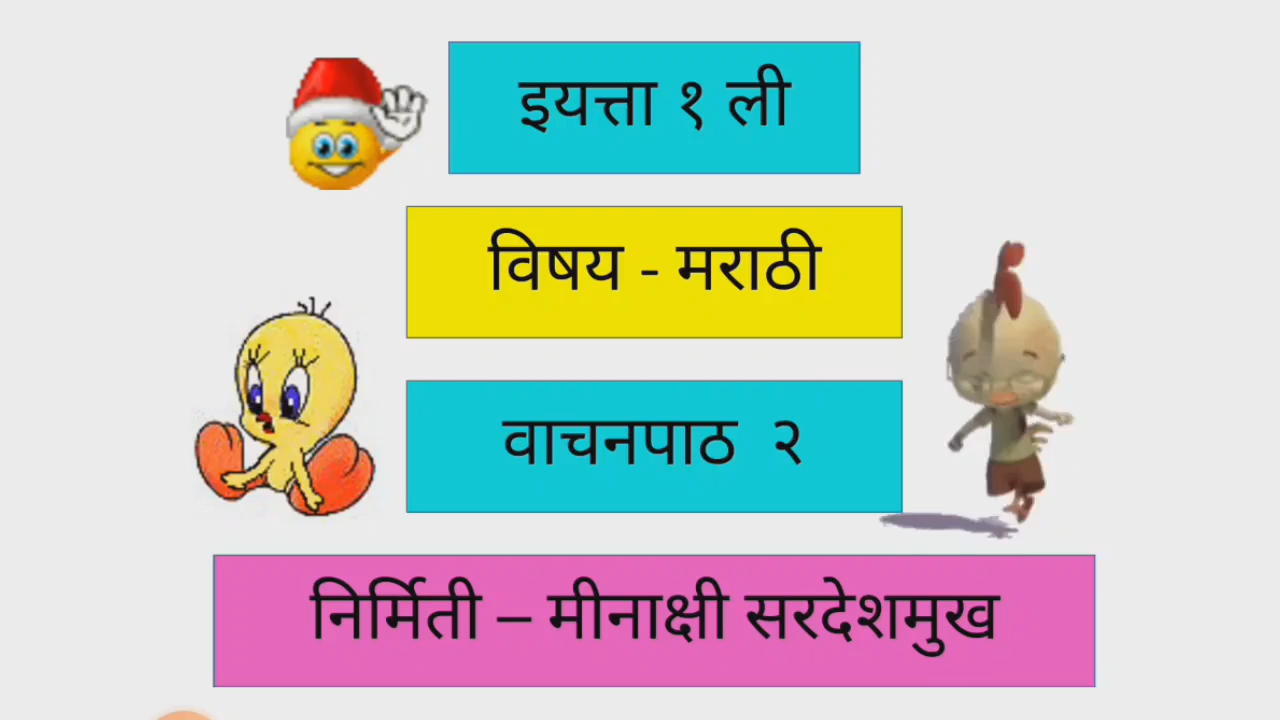 इयत्ता १ ली
विषय - मराठी
वाचनपाठ २
निर्मिती – मीनाक्षी सरदेशमुख